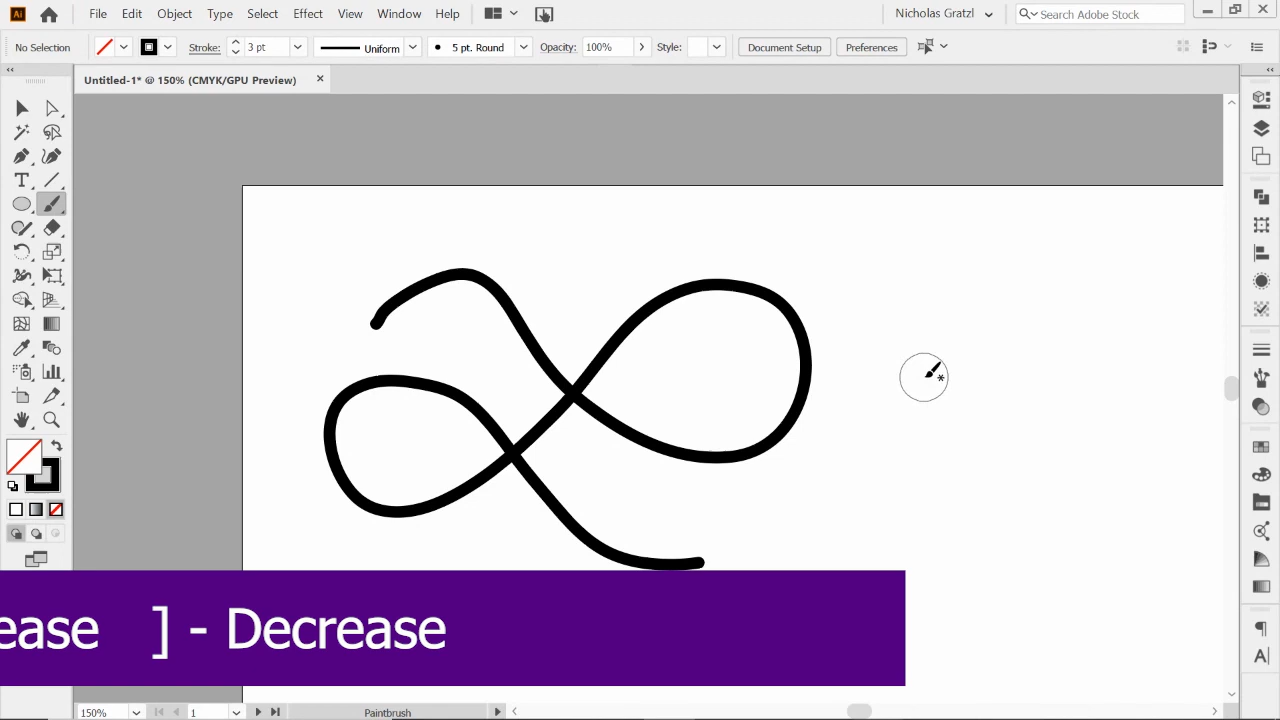 Ai File Edit Object Type Select Effect View Window Help Nicholas Gratzl Search Adobe Stock
No Selection Stroke: 3 pt Uniform 5 pt. Round Opacity: 100% Style: Document Setup Preferences
Untitled-1* @ 150% (CMYK/GPU Preview)
ease ] - Decrease
150% 1 Paintbrush